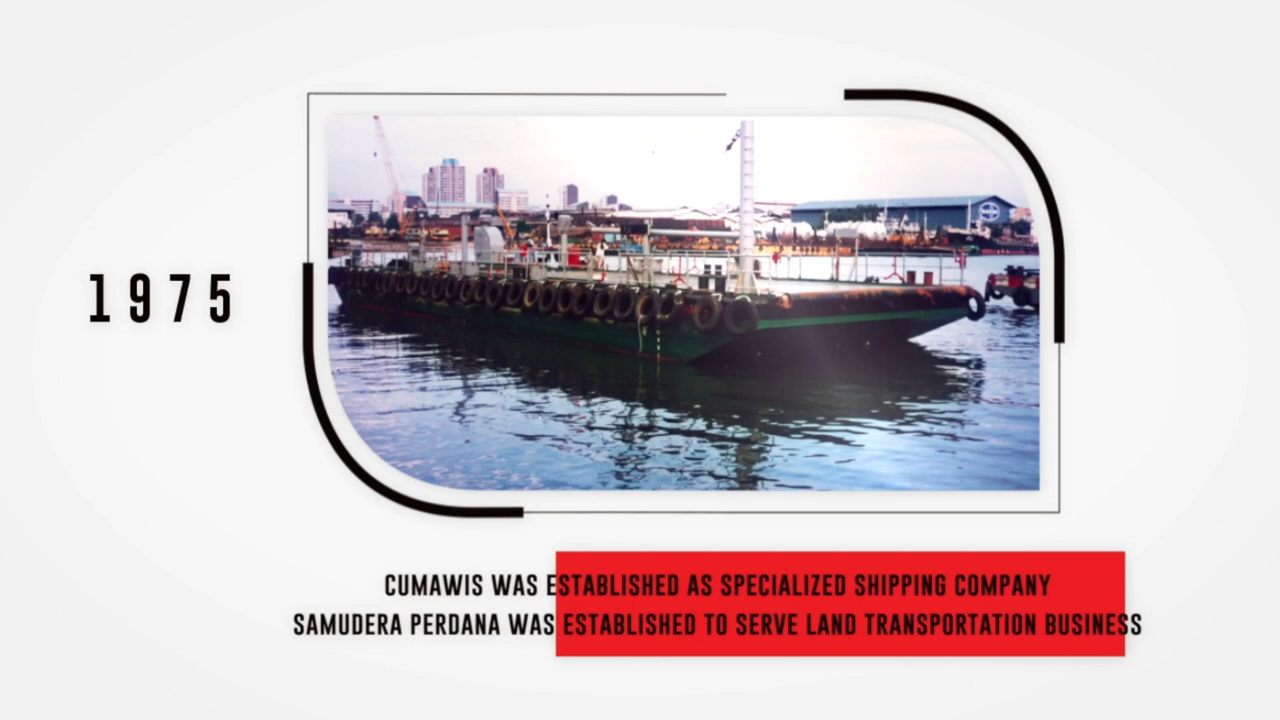 1975
CUMAWIS WAS ESTABLISHED AS SPECIALIZED SHIPPING COMPANY
SAMUDERA PERDANA WAS ESTABLISHED TO SERVE LAND TRANSPORTATION BUSINESS